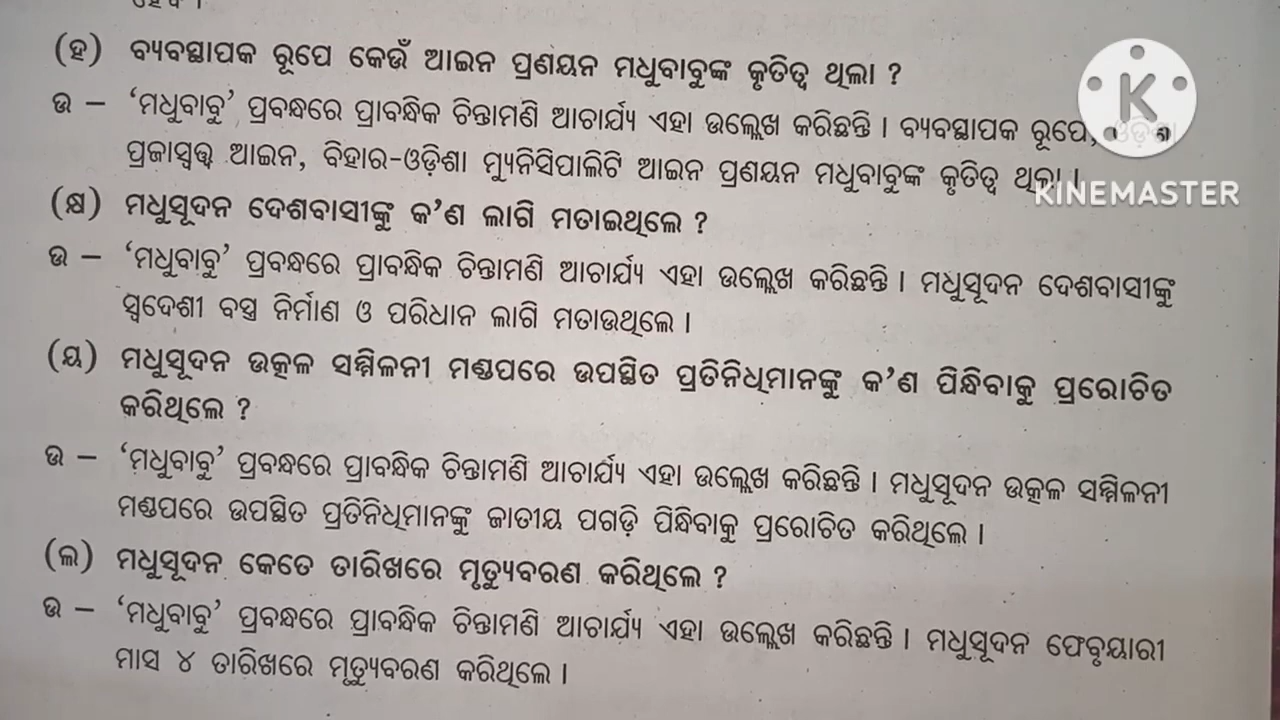 (ହ) ବ୍ୟବସ୍ଥାପକ ରୂପେ କେଉଁ ଆଇନ ପ୍ରଣୟନ ମଧୁବାବୁଙ୍କ କୃତିତ୍ୱ ଥିଲା ?
ଉ – ‘ମଧୁବାବୁ’ ପ୍ରବନ୍ଧରେ ପ୍ରାବନ୍ଧିକ ଚିନ୍ତାମଣି ଆଚାର୍ଯ୍ୟ ଏହା ଉଲ୍ଲେଖ କରିଛନ୍ତି । ବ୍ୟବସ୍ଥାପକ ରୂପେ, ଓଡ଼ିଶା
ପ୍ରଜାସ୍ୱତ୍ତ୍ୱ ଆଇନ, ବିହାର-ଓଡ଼ିଶା ମ୍ୟୁନିସିପାଲିଟି ଆଇନ ପ୍ରଣୟନ ମଧୁବାବୁଙ୍କ କୃତିତ୍ୱ ଥିଲା ।
K
KINEMASTER
(କ୍ଷ) ମଧୁସୂଦନ ଦେଶବାସୀଙ୍କୁ କ’ଣ ଲାଗି ମତାଇଥିଲେ ?
ଉ – ‘ମଧୁବାବୁ’ ପ୍ରବନ୍ଧରେ ପ୍ରାବନ୍ଧିକ ଚିନ୍ତାମଣି ଆଚାର୍ଯ୍ୟ ଏହା ଉଲ୍ଲେଖ କରିଛନ୍ତି । ମଧୁସୂଦନ ଦେଶବାସୀଙ୍କୁ
ସ୍ୱଦେଶୀ ବସ୍ତ୍ର ନିର୍ମାଣ ଓ ପରିଧାନ ଲାଗି ମତାଉଥିଲେ ।
(ୟ) ମଧୁସୂଦନ ଉତ୍କଳ ସମ୍ମିଳନୀ ମଣ୍ଡପରେ ଉପସ୍ଥିତ ପ୍ରତିନିଧିମାନଙ୍କୁ କ’ଣ ପିନ୍ଧିବାକୁ ପ୍ରରୋଚିତ
କରିଥିଲେ ?
ଉ – ‘ମଧୁବାବୁ’ ପ୍ରବନ୍ଧରେ ପ୍ରାବନ୍ଧିକ ଚିନ୍ତାମଣି ଆଚାର୍ଯ୍ୟ ଏହା ଉଲ୍ଲେଖ କରିଛନ୍ତି । ମଧୁସୂଦନ ଉତ୍କଳ ସମ୍ମିଳନୀ
ମଣ୍ଡପରେ ଉପସ୍ଥିତ ପ୍ରତିନିଧିମାନଙ୍କୁ ଜାତୀୟ ପଗଡ଼ି ପିନ୍ଧିବାକୁ ପ୍ରରୋଚିତ କରିଥିଲେ ।
(ଲ) ମଧୁସୂଦନ କେତେ ତାରିଖରେ ମୃତ୍ୟୁବରଣ କରିଥିଲେ ?
ଉ – ‘ମଧୁବାବୁ’ ପ୍ରବନ୍ଧରେ ପ୍ରାବନ୍ଧିକ ଚିନ୍ତାମଣି ଆଚାର୍ଯ୍ୟ ଏହା ଉଲ୍ଲେଖ କରିଛନ୍ତି । ମଧୁସୂଦନ ଫେବୃୟାରୀ
ମାସ ୪ ତାରିଖରେ ମୃତ୍ୟୁବରଣ କରିଥିଲେ ।